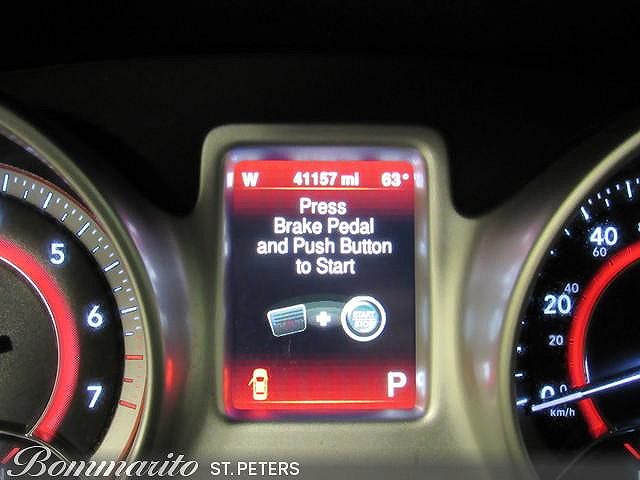 W 41157 mi 63°
Press
Brake Pedal
and Push Button
to Start
START
STOP
P
5
6
7
40
60
40
20
20
0 0
km/h
Bommarito ST. PETERS